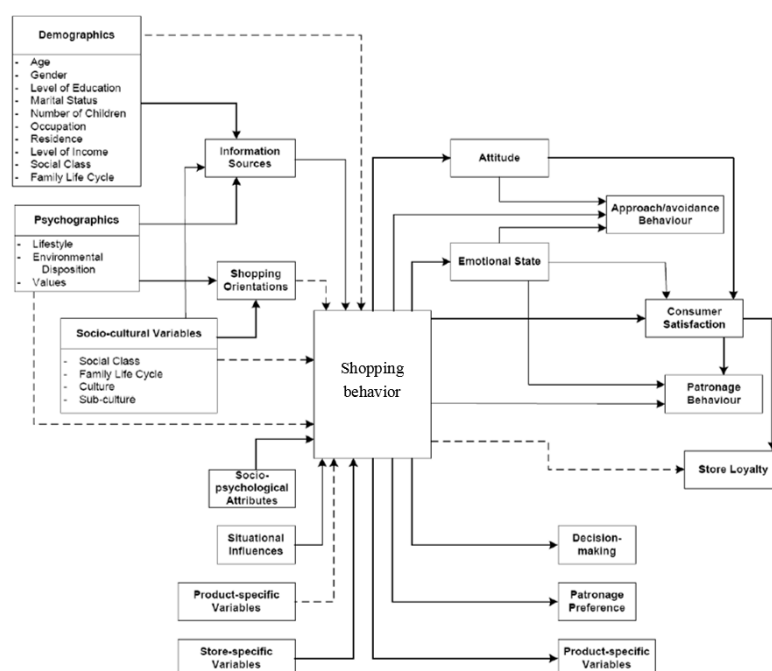 Demographics
- Age
- Gender
- Level of Education
- Marital Status
- Number of Children
- Occupation
- Residence
- Level of Income
- Social Class
- Family Life Cycle
Information
Sources
Psychographics
- Lifestyle
- Environmental
Disposition
- Values
Shopping
Orientations
Socio-cultural Variables
- Social Class
- Family Life Cycle
- Culture
- Sub-culture
Socio-
psychological
Attributes
Situational
Influences
Product-specific
Variables
Store-specific
Variables
Shopping
behavior
Attitude
Approach/avoidance
Behaviour
Emotional State
Consumer
Satisfaction
Patronage
Behaviour
Store Loyalty
Decision-
making
Patronage
Preference
Product-specific
Variables